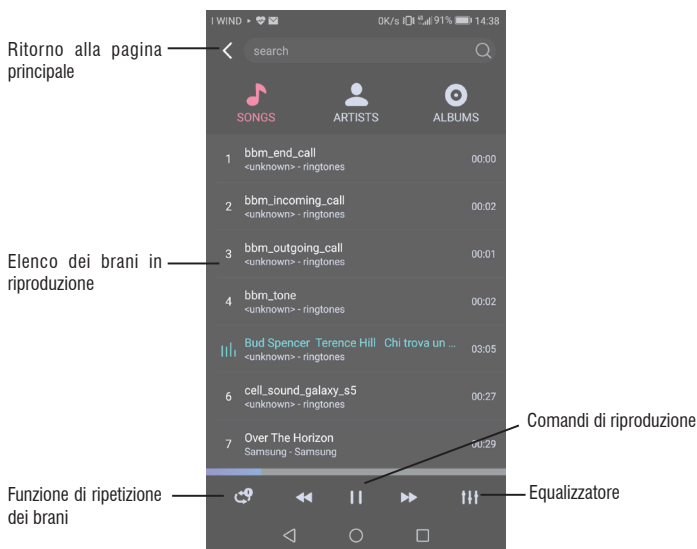 I WIND
0K/s 4G 91% 14:38
Ritorno alla pagina
principale
search
SONGS
ARTISTS
ALBUMS
1 bbm_end_call 00:00
<unknown> - ringtones
2 bbm_incoming_call 00:02
<unknown> - ringtones
3 bbm_outgoing_call 00:01
<unknown> - ringtones
Elenco dei brani in
riproduzione
4 bbm_tone 00:02
<unknown> - ringtones
Bud Spencer Terence Hill Chi trova un ... 03:05
<unknown> - ringtones
6 cell_sound_galaxy_s5 00:27
<unknown> - ringtones
Comandi di riproduzione
7 Over The Horizon 00:29
Samsung - Samsung
Funzione di ripetizione
dei brani
Equalizzatore